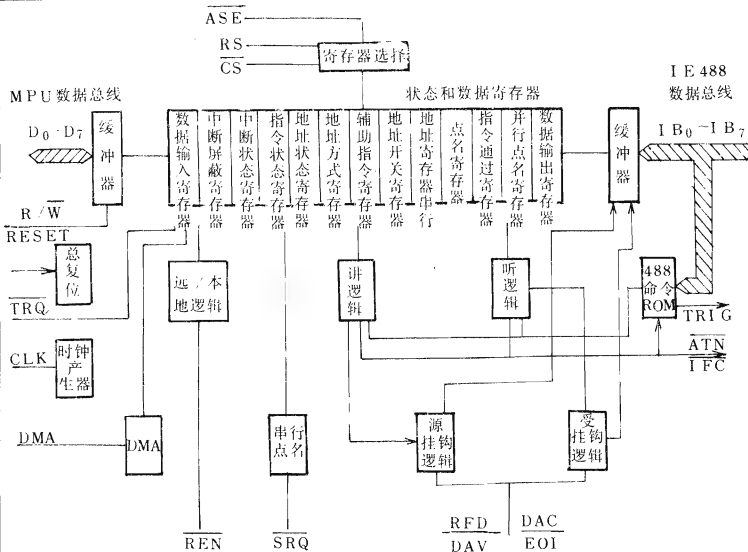 ASE
RS
CS
寄存器选择
MPU数据总线
状态和数据寄存器
IE488
数据总线
D0·D7
缓冲器
数据输入寄存器
中断屏蔽寄存器
中断状态寄存器
指令状态寄存器
地址状态寄存器
地址方式寄存器
辅助指令寄存器
地址开关寄存器
地址寄存器串行
点名寄存器
指令通过寄存器
并行点名寄存器
数据输出寄存器
缓冲器
IB0~IB7
R/W
RESET
总复位
TRQ
远/本地逻辑
讲逻辑
听逻辑
488命令ROM
TRIG
CLK
时钟产生器
ATN
IFC
DMA
DMA
串行点名
源挂钩逻辑
受挂钩逻辑
REN
SRQ
RFD
DAV
DAC
EOI